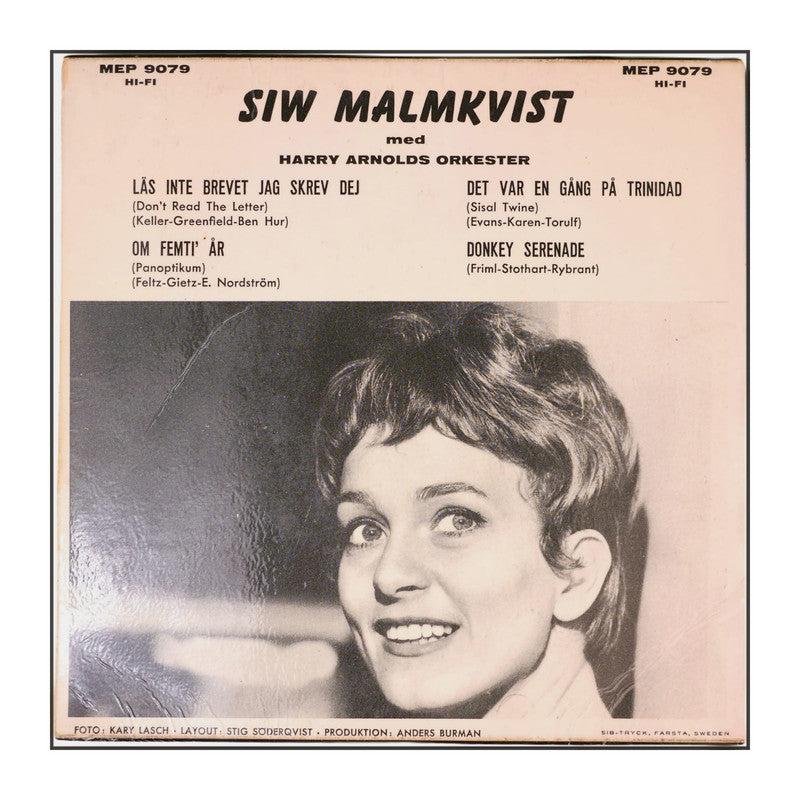 MEP 9079
HI-FI
MEP 9079
HI-FI
SIW MALMKVIST
med
HARRY ARNOLDS ORKESTER
LÄS INTE BREVET JAG SKREV DEJ
(Don't Read The Letter)
(Keller-Greenfield-Ben Hur)
OM FEMTI' ÅR
(Panoptikum)
(Feltz-Gietz-E. Nordström)
DET VAR EN GÅNG PÅ TRINIDAD
(Sisal Twine)
(Evans-Karen-Torulf)
DONKEY SERENADE
(Friml-Stothart-Rybrant)
FOTO: KARY LASCH · LAYOUT: STIG SÖDERQVIST · PRODUKTION: ANDERS BURMAN
SIB-TRYCK, FARSTA, SWEDEN